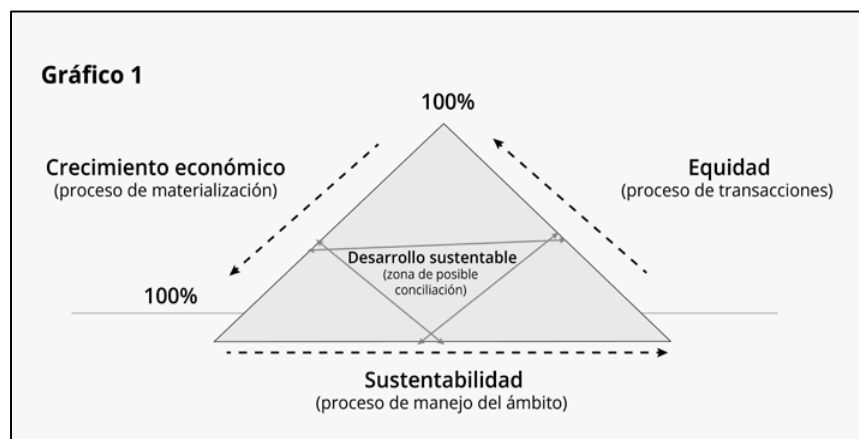 Gráfico 1
100%
Crecimiento económico
(proceso de materialización)
Equidad
(proceso de transacciones)
Desarrollo sustentable
(zona de posible
conciliación)
100%
Sustentabilidad
(proceso de manejo del ámbito)